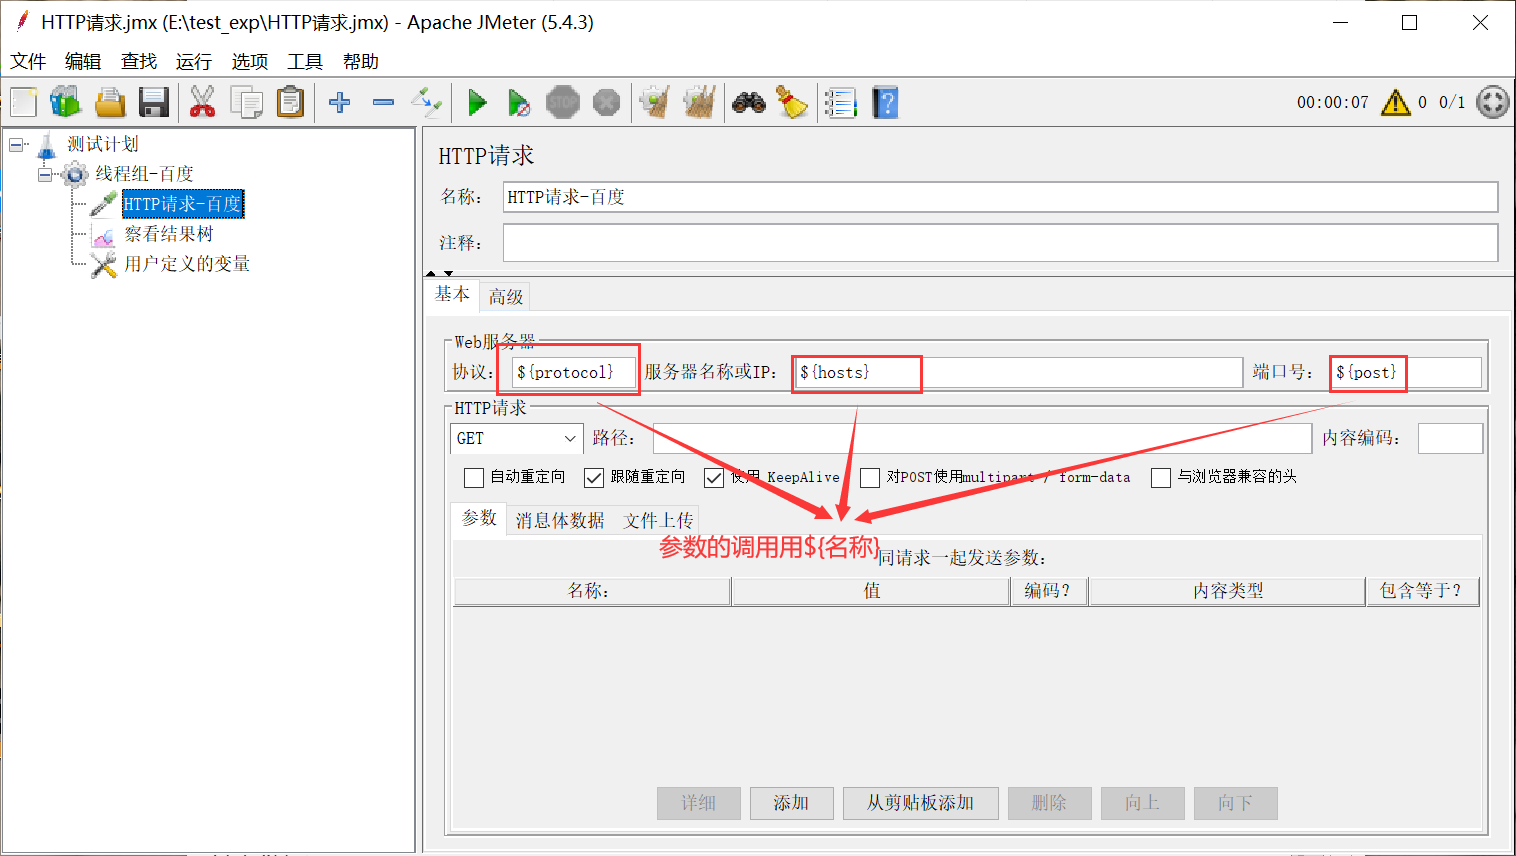 HTTP请求.jmx (E:\test_exp\HTTP请求.jmx) - Apache JMeter (5.4.3)
文件 编辑 查找 运行 选项 工具 帮助
STOP ? 00:00:07 0 0/1
测试计划
线程组-百度
HTTP请求-百度
察看结果树
用户定义的变量
HTTP请求
名称： HTTP请求-百度
注释：
基本 高级
Web服务器
协议： ${protocol} 服务器名称或IP： ${hosts} 端口号： ${post}
HTTP请求
GET 路径： 内容编码：
自动重定向 跟随重定向 使用 KeepAlive 对POST使用multipart / form-data 与浏览器兼容的头
参数 消息体数据 文件上传
参数的调用用${名称}
同请求一起发送参数：
名称： 值 编码？ 内容类型 包含等于？
详细 添加 从剪贴板添加 删除 向上 向下